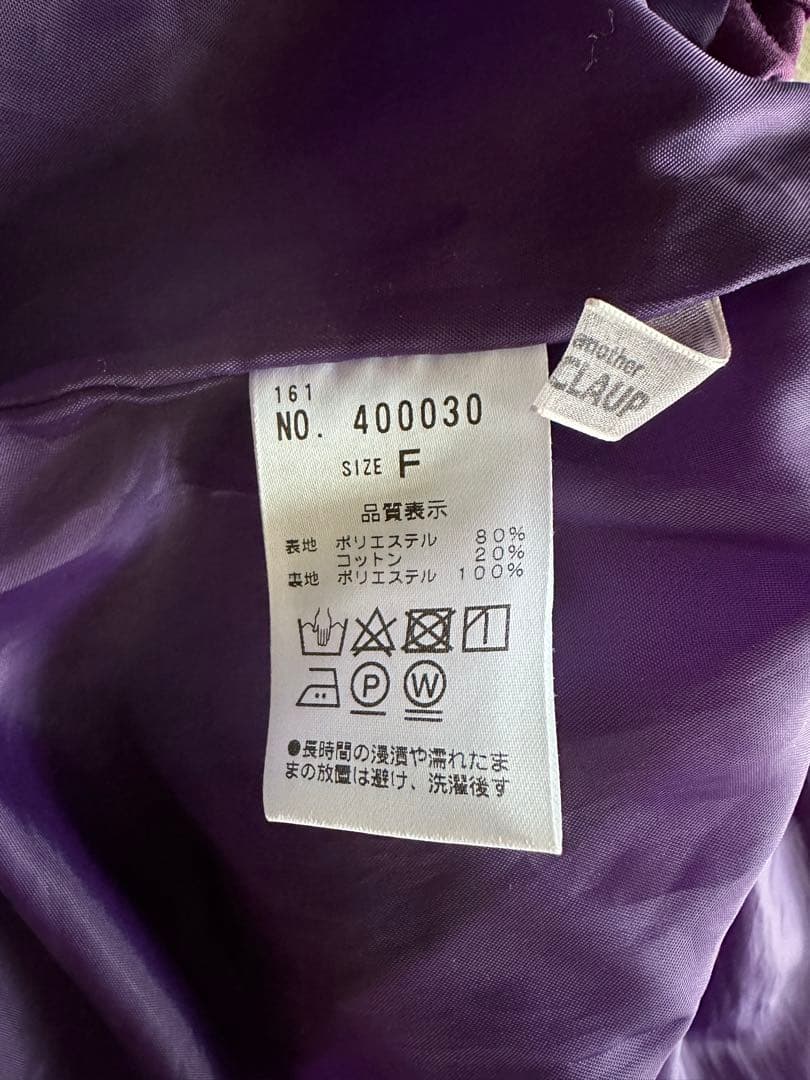 161
NO. 400030
SIZE F
品質表示
表地 ポリエステル 80%
コットン 20%
裏地 ポリエステル 100%
P W
●長時間の浸漬や濡れたま
まの放置は避け、洗濯後す
another
CLAUP